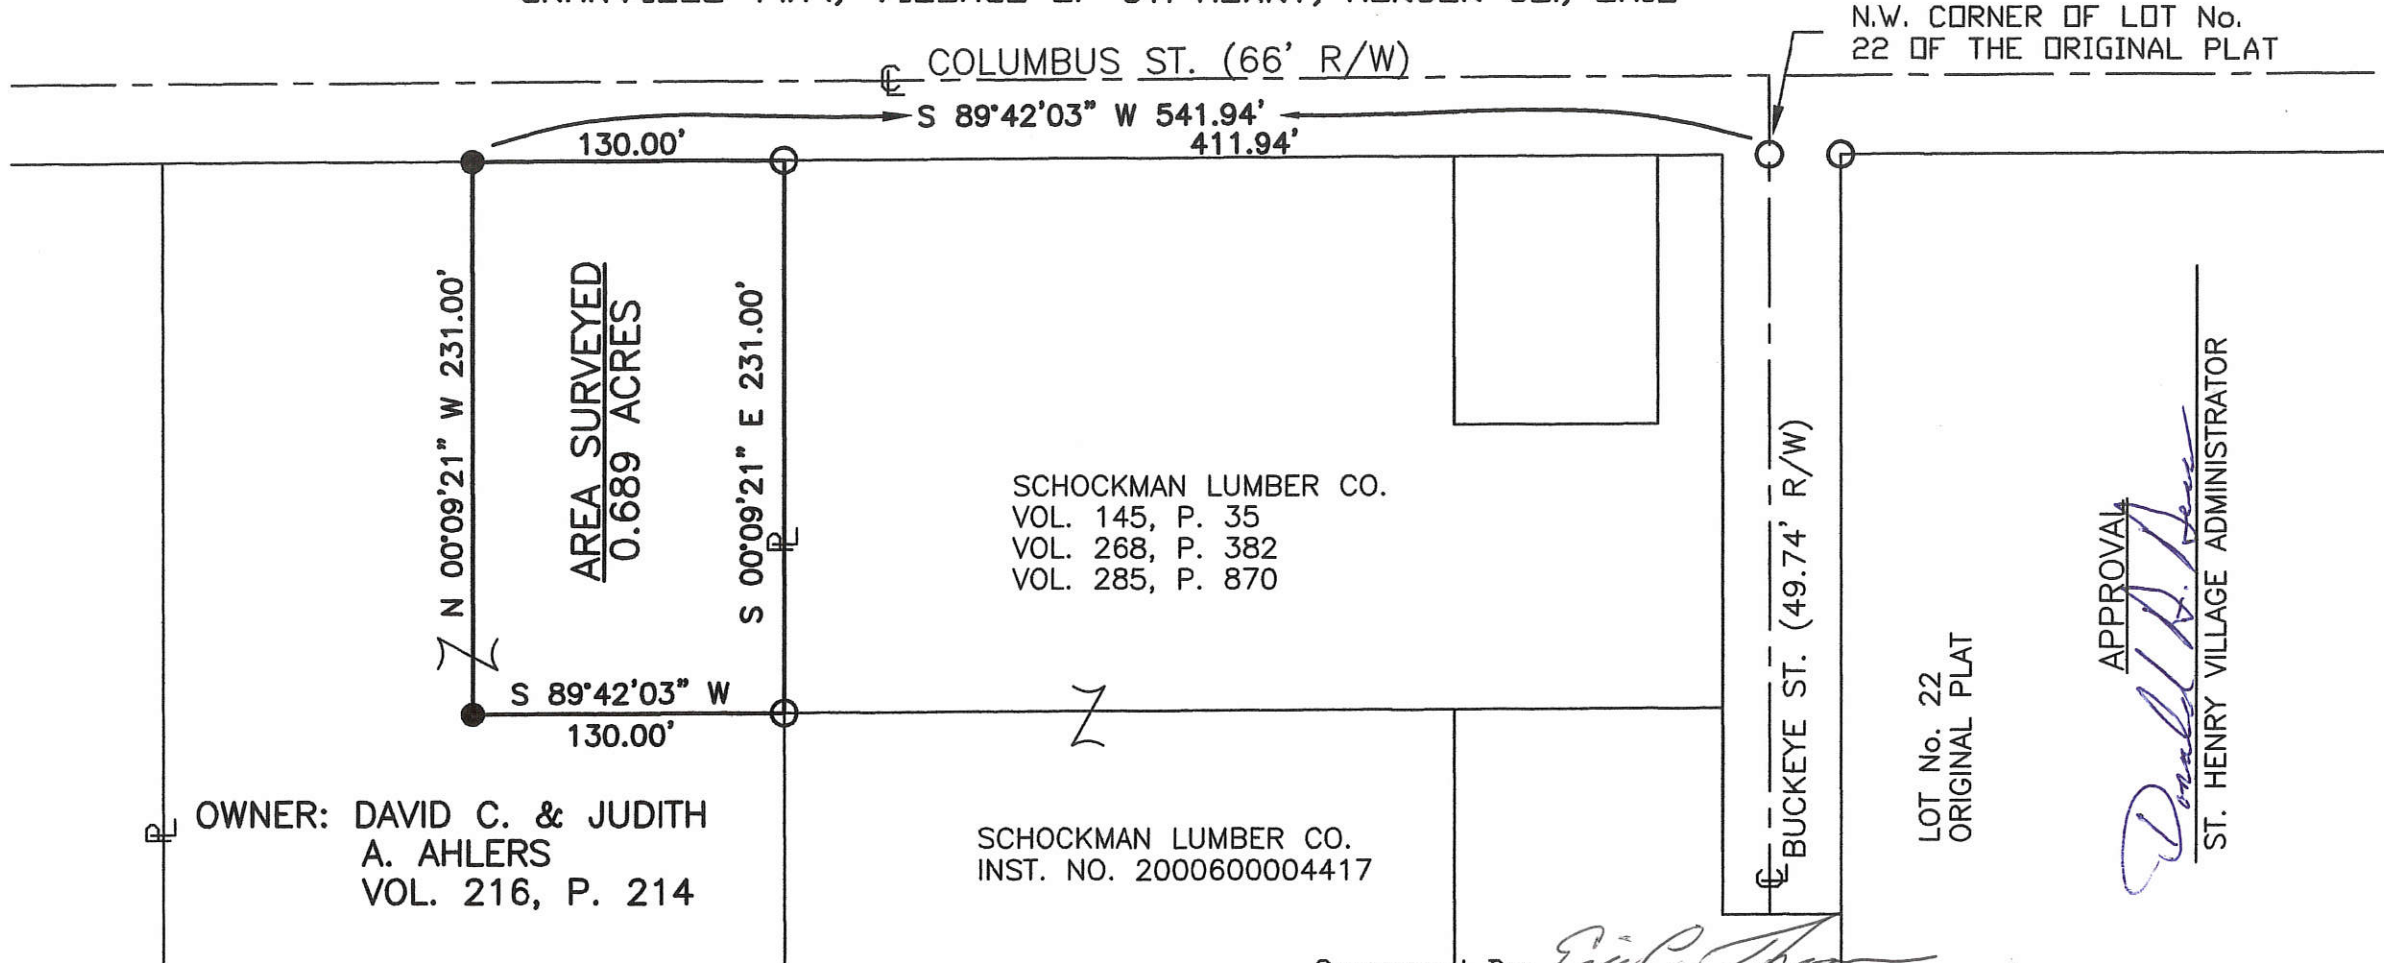 N.W. CORNER OF LOT No.
22 OF THE ORIGINAL PLAT
COLUMBUS ST. (66' R/W)
S 89°42'03" W 541.94'
130.00'
411.94'
N 00°09'21" W 231.00'
AREA SURVEYED
0.689 ACRES
S 00°09'21" E 231.00'
SCHOCKMAN LUMBER CO.
VOL. 145, P. 35
VOL. 268, P. 382
VOL. 285, P. 870
S 89°42'03" W
130.00'
BUCKEYE ST. (49.74' R/W)
LOT No. 22
ORIGINAL PLAT
APPROVAL
ST. HENRY VILLAGE ADMINISTRATOR
OWNER: DAVID C. & JUDITH
A. AHLERS
VOL. 216, P. 214
SCHOCKMAN LUMBER CO.
INST. NO. 2000600004417